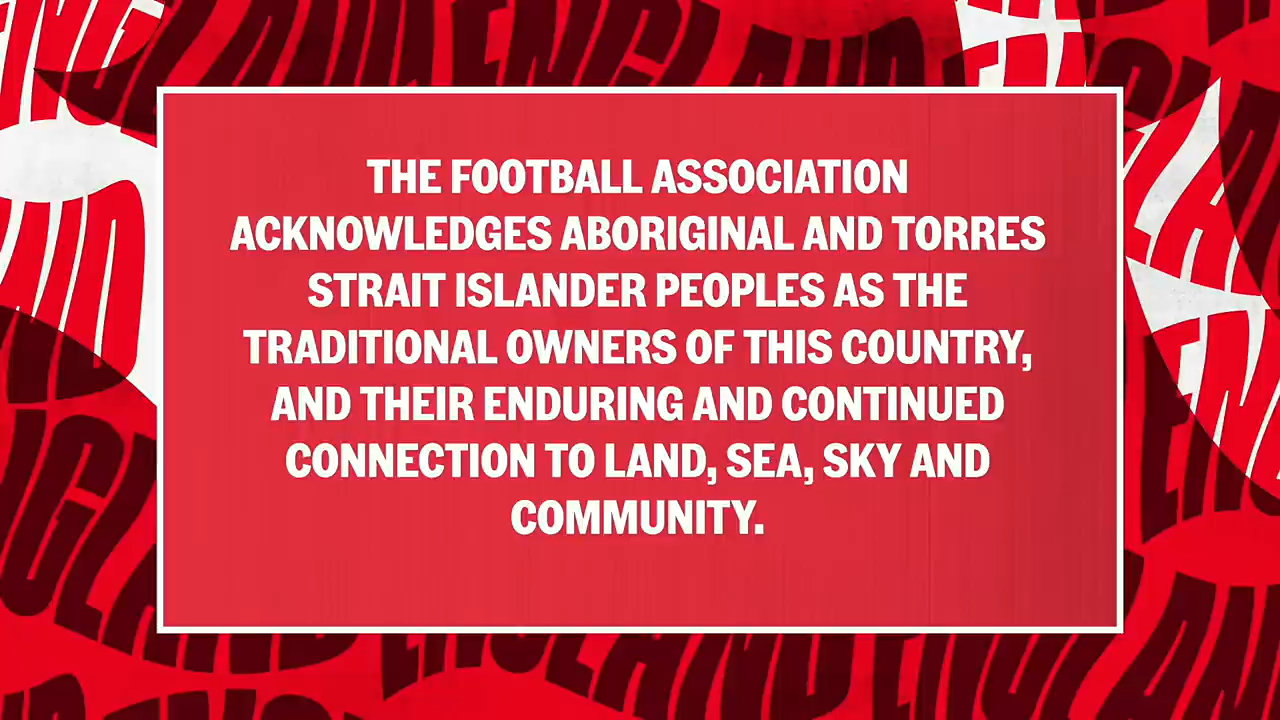 THE FOOTBALL ASSOCIATION
ACKNOWLEDGES ABORIGINAL AND TORRES
STRAIT ISLANDER PEOPLES AS THE
TRADITIONAL OWNERS OF THIS COUNTRY,
AND THEIR ENDURING AND CONTINUED
CONNECTION TO LAND, SEA, SKY AND
COMMUNITY.